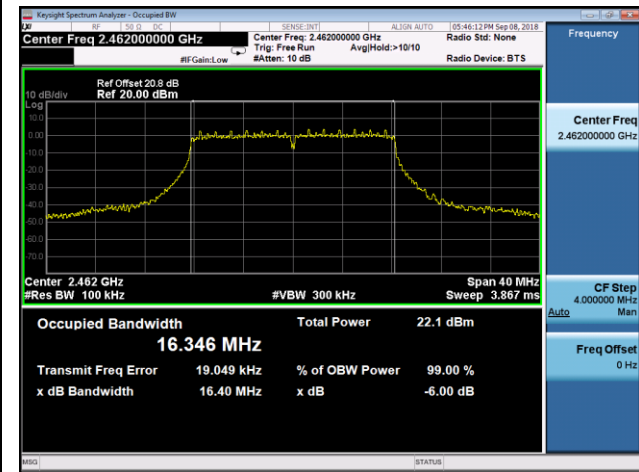 Keysight Spectrum Analyzer - Occupied BW
RF 50 Ω DC SENSE:INT ALIGN AUTO 05:46:12 PM Sep 08, 2018
Center Freq 2.462000000 GHz Center Freq: 2.462000000 GHz Radio Std: None Frequency
Trig: Free Run Avg|Hold:>10/10
#IFGain:Low #Atten: 10 dB Radio Device: BTS
Ref Offset 20.8 dB
10 dB/div Ref 20.00 dBm
Log
10.0
0.00
-10.0
-20.0
-30.0
-40.0
-50.0
-60.0
-70.0
Center Freq
2.462000000 GHz
Center 2.462 GHz Span 40 MHz
#Res BW 100 kHz #VBW 300 kHz Sweep 3.867 ms
CF Step
4.000000 MHz
Auto Man
Freq Offset
0 Hz
Occupied Bandwidth Total Power 22.1 dBm
16.346 MHz
Transmit Freq Error 19.049 kHz % of OBW Power 99.00 %
x dB Bandwidth 16.40 MHz x dB -6.00 dB
MSG STATUS